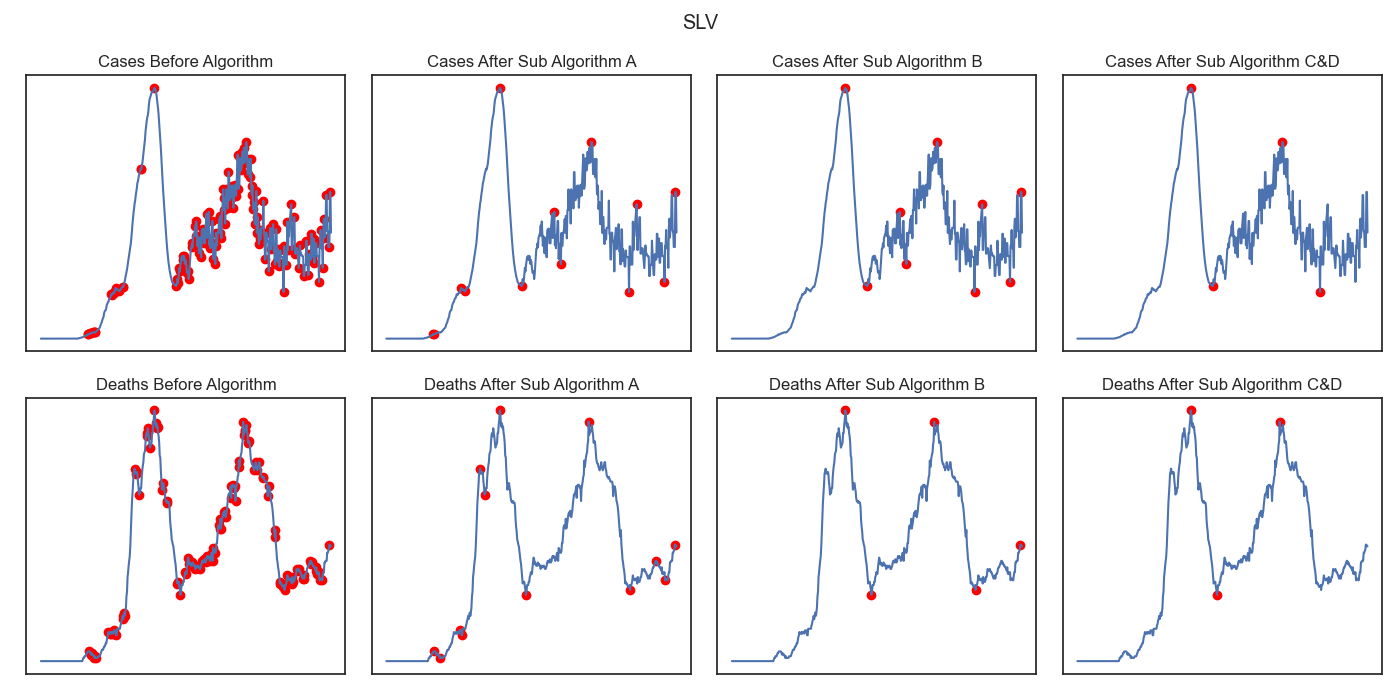 SLV
Cases Before Algorithm
Cases After Sub Algorithm A
Cases After Sub Algorithm B
Cases After Sub Algorithm C&D
Deaths Before Algorithm
Deaths After Sub Algorithm A
Deaths After Sub Algorithm B
Deaths After Sub Algorithm C&D